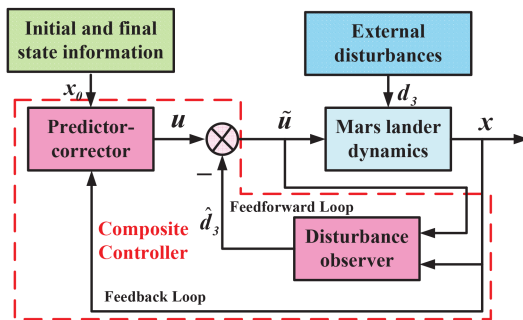 Initial and final
state information
External
disturbances
x₀
d₃
Predictor-
corrector
u
ũ
Mars lander
dynamics
x
−
d̂₃
Feedforward Loop
Composite
Controller
Disturbance
observer
Feedback Loop